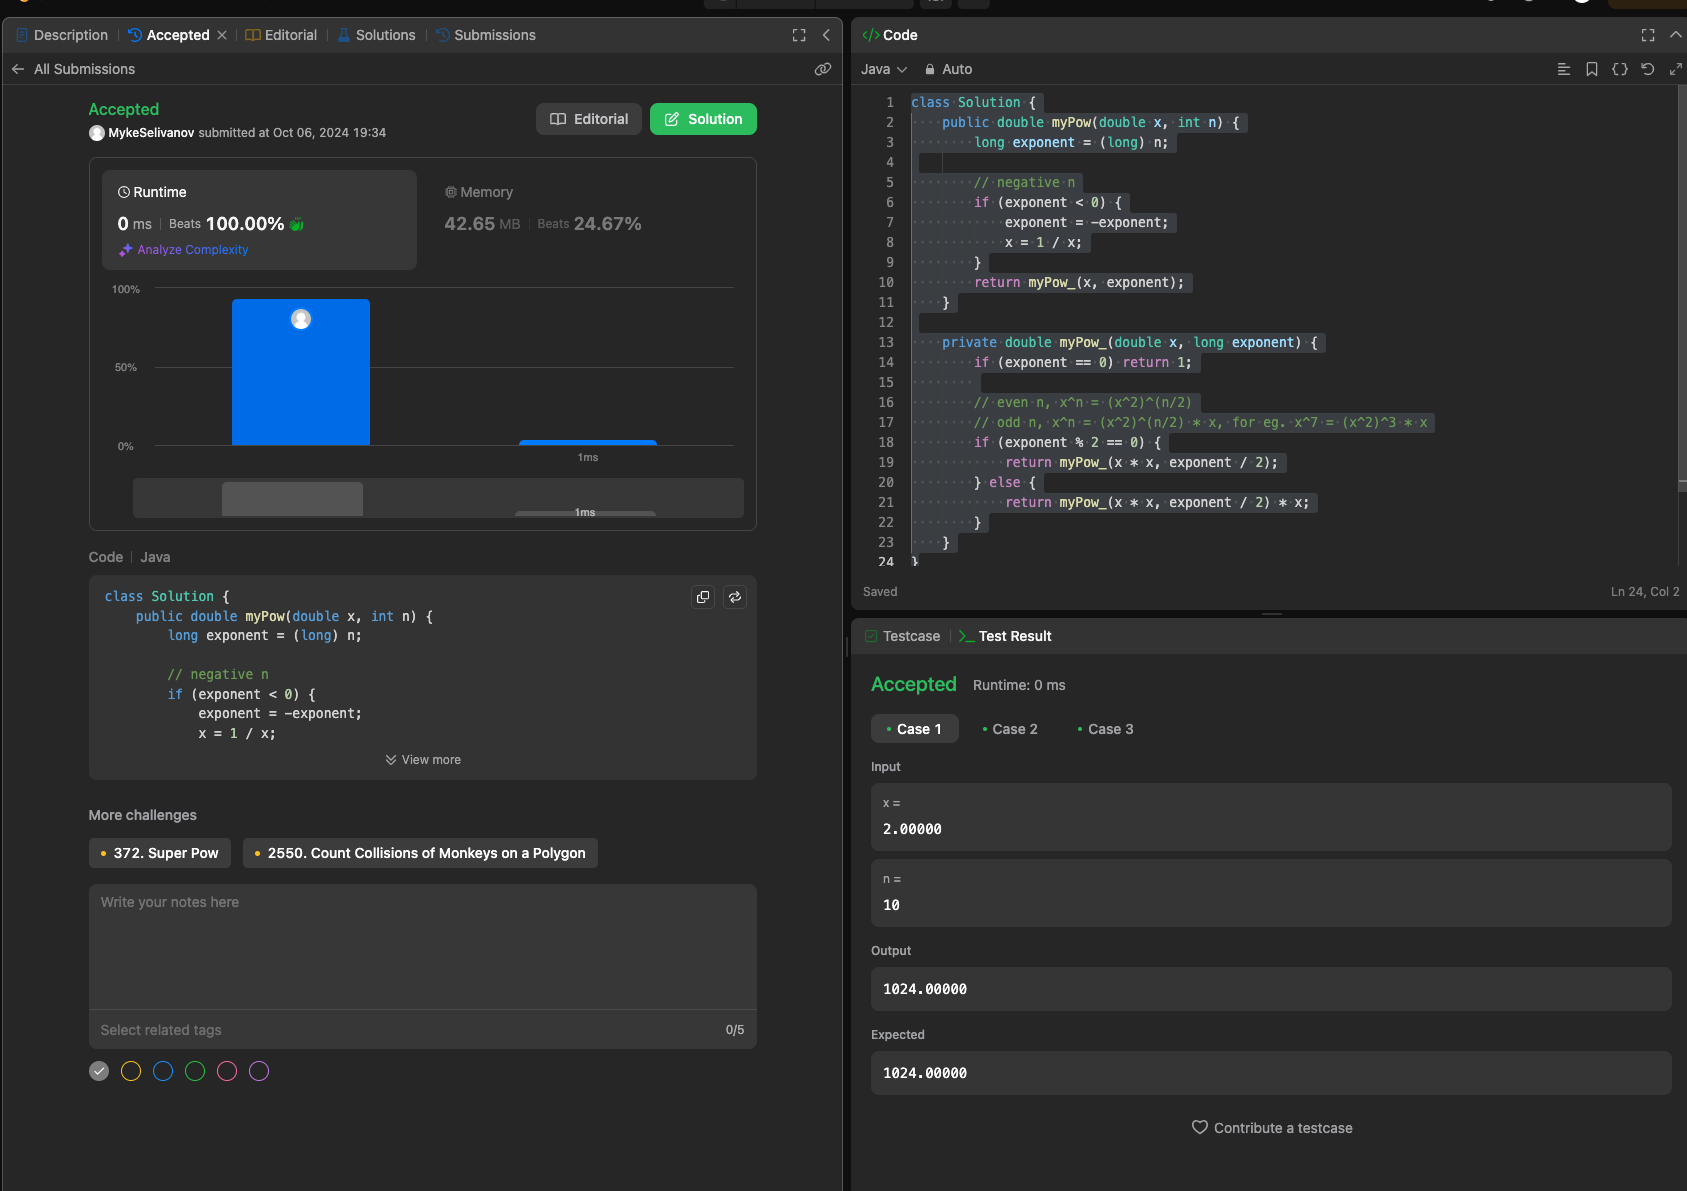 Description
Accepted
Editorial
Solutions
Submissions
All Submissions
Accepted
MykeSelivanov submitted at Oct 06, 2024 19:34
Editorial
Solution
Runtime
0 ms | Beats 100.00%
Analyze Complexity
Memory
42.65 MB | Beats 24.67%
100%
50%
0%
1ms
1ms
Code | Java
class Solution {
    public double myPow(double x, int n) {
        long exponent = (long) n;

        // negative n
        if (exponent < 0) {
            exponent = -exponent;
            x = 1 / x;
View more
More challenges
372. Super Pow
2550. Count Collisions of Monkeys on a Polygon
Write your notes here
Select related tags
0/5
</> Code
Java
Auto
1 class Solution {
2     public double myPow(double x, int n) {
3         long exponent = (long) n;
4
5         // negative n
6         if (exponent < 0) {
7             exponent = -exponent;
8             x = 1 / x;
9         }
10         return myPow_(x, exponent);
11     }
12
13     private double myPow_(double x, long exponent) {
14         if (exponent == 0) return 1;
15
16         // even n, x^n = (x^2)^(n/2)
17         // odd n, x^n = (x^2)^(n/2) * x, for eg. x^7 = (x^2)^3 * x
18         if (exponent % 2 == 0) {
19             return myPow_(x * x, exponent / 2);
20         } else {
21             return myPow_(x * x, exponent / 2) * x;
22         }
23     }
24 }
Saved
Ln 24, Col 2
Testcase
>_ Test Result
Accepted
Runtime: 0 ms
Case 1
Case 2
Case 3
Input
x =
2.00000
n =
10
Output
1024.00000
Expected
1024.00000
Contribute a testcase